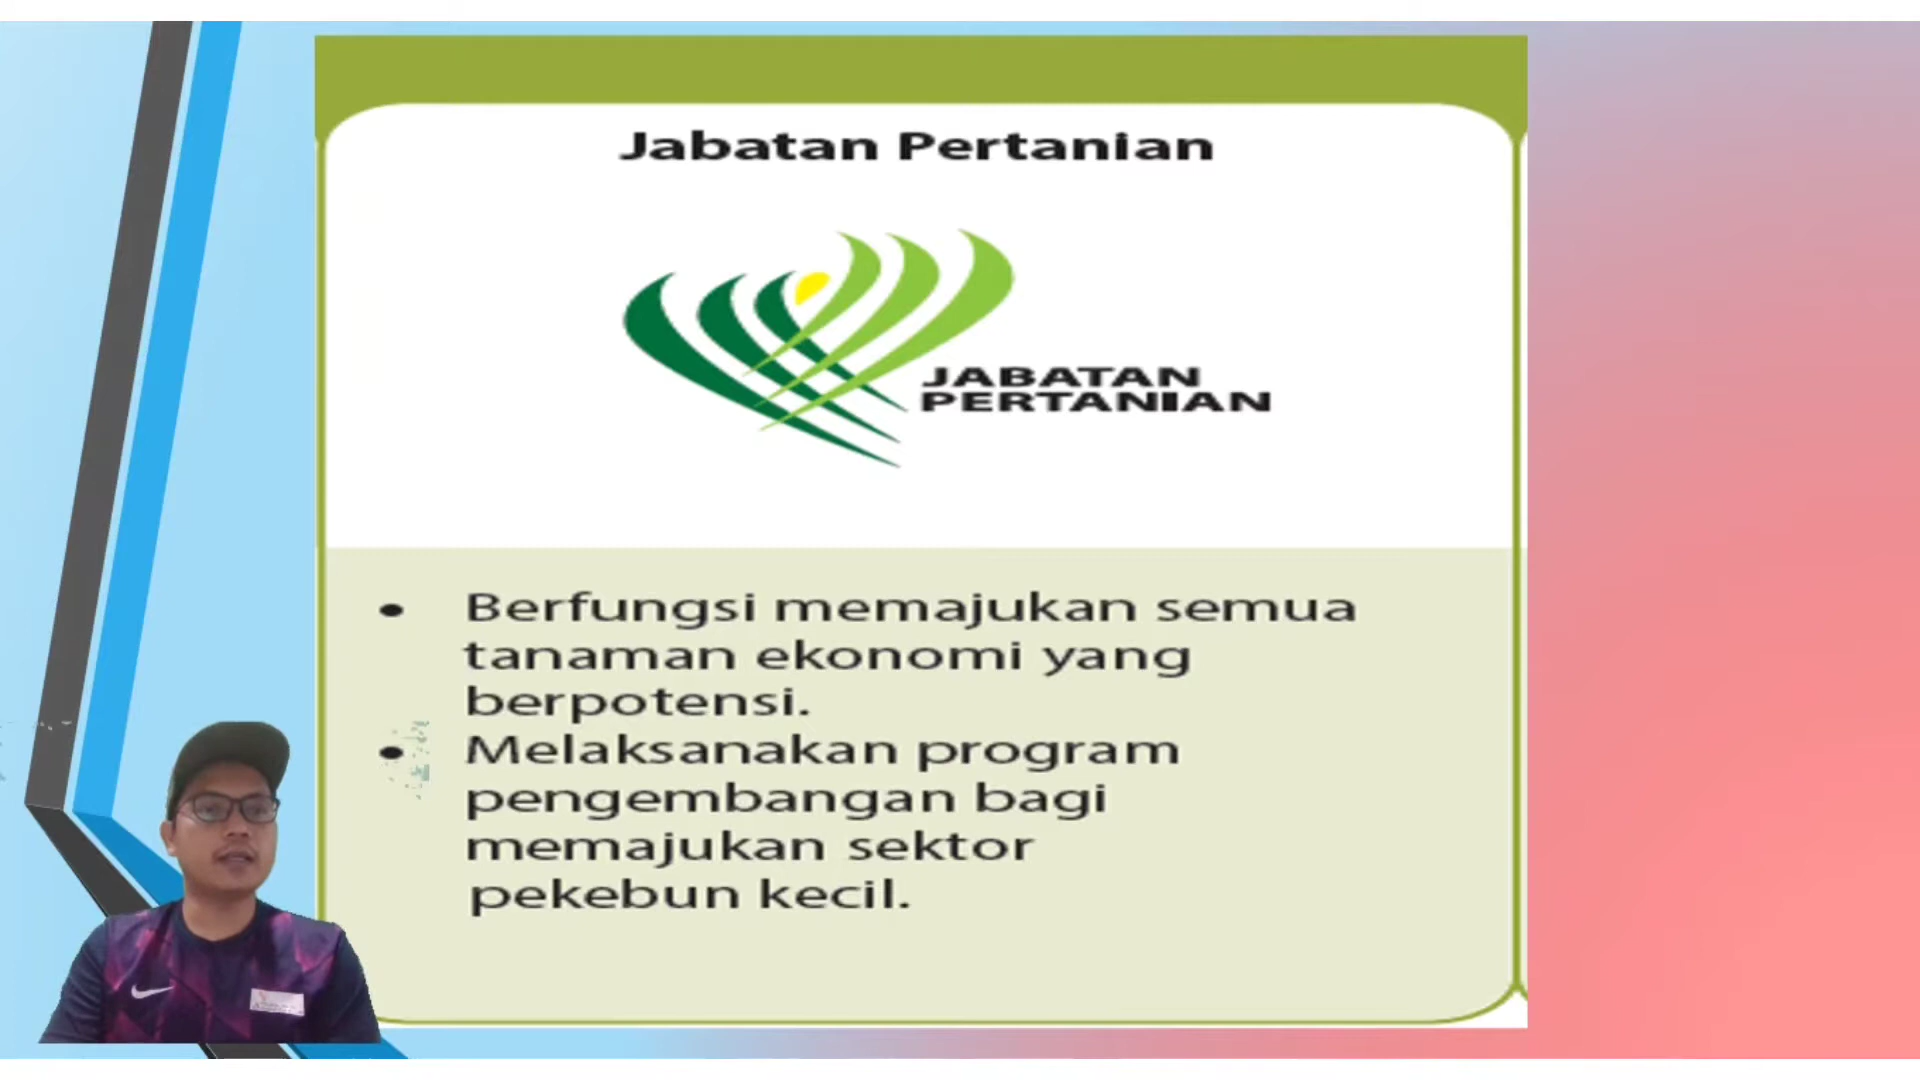 Jabatan Pertanian
JABATAN
PERTANIAN
• Berfungsi memajukan semua
tanaman ekonomi yang
berpotensi.
• Melaksanakan program
pengembangan bagi
memajukan sektor
pekebun kecil.